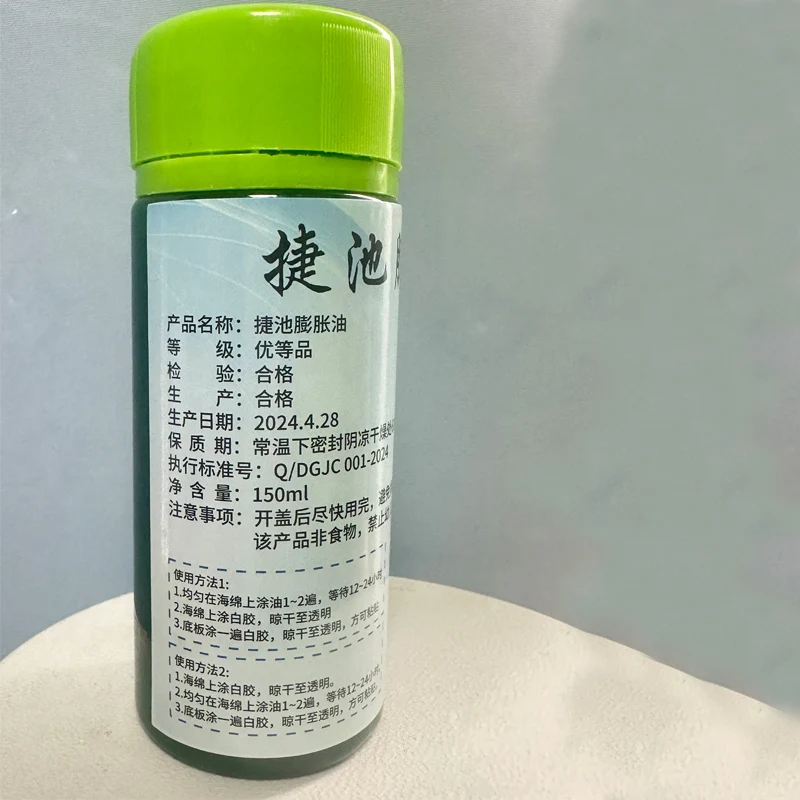 捷池
产品名称：捷池膨胀油
等 级：优等品
检 验：合格
生 产：合格
生产日期：2024.4.28
保 质 期：常温下密封阴凉干燥处
执行标准号：Q/DGJC 001-2024
净 含 量：150ml
注意事项：开盖后尽快用完，避免
该产品非食物，禁止
使用方法1:
1.均匀在海绵上涂油1~2遍，等待12~24小时
2.海绵上涂白胶，晾干至透明
3.底板涂一遍白胶，晾干至透明，方可粘贴
使用方法2:
1.海绵上涂白胶，晾干至透明。
2.均匀在海绵上涂油1~2遍，等待12~24小时
3.底板涂一遍白胶，晾干至透明，方可粘贴